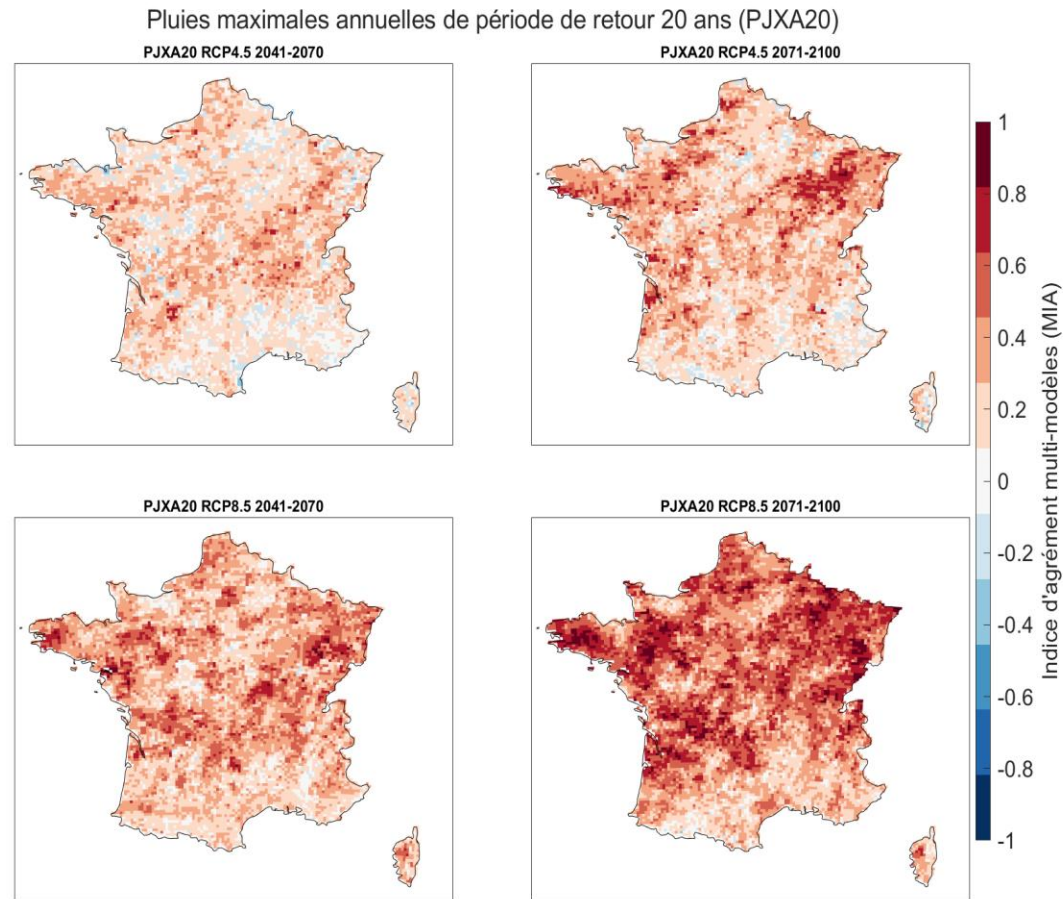 Pluies maximales annuelles de période de retour 20 ans (PJXA20)
PJXA20 RCP4.5 2041-2070
PJXA20 RCP4.5 2071-2100
PJXA20 RCP8.5 2041-2070
PJXA20 RCP8.5 2071-2100
1
0.8
0.6
0.4
0.2
0
-0.2
-0.4
-0.6
-0.8
-1
Indice d'agrément multi-modèles (MIA)